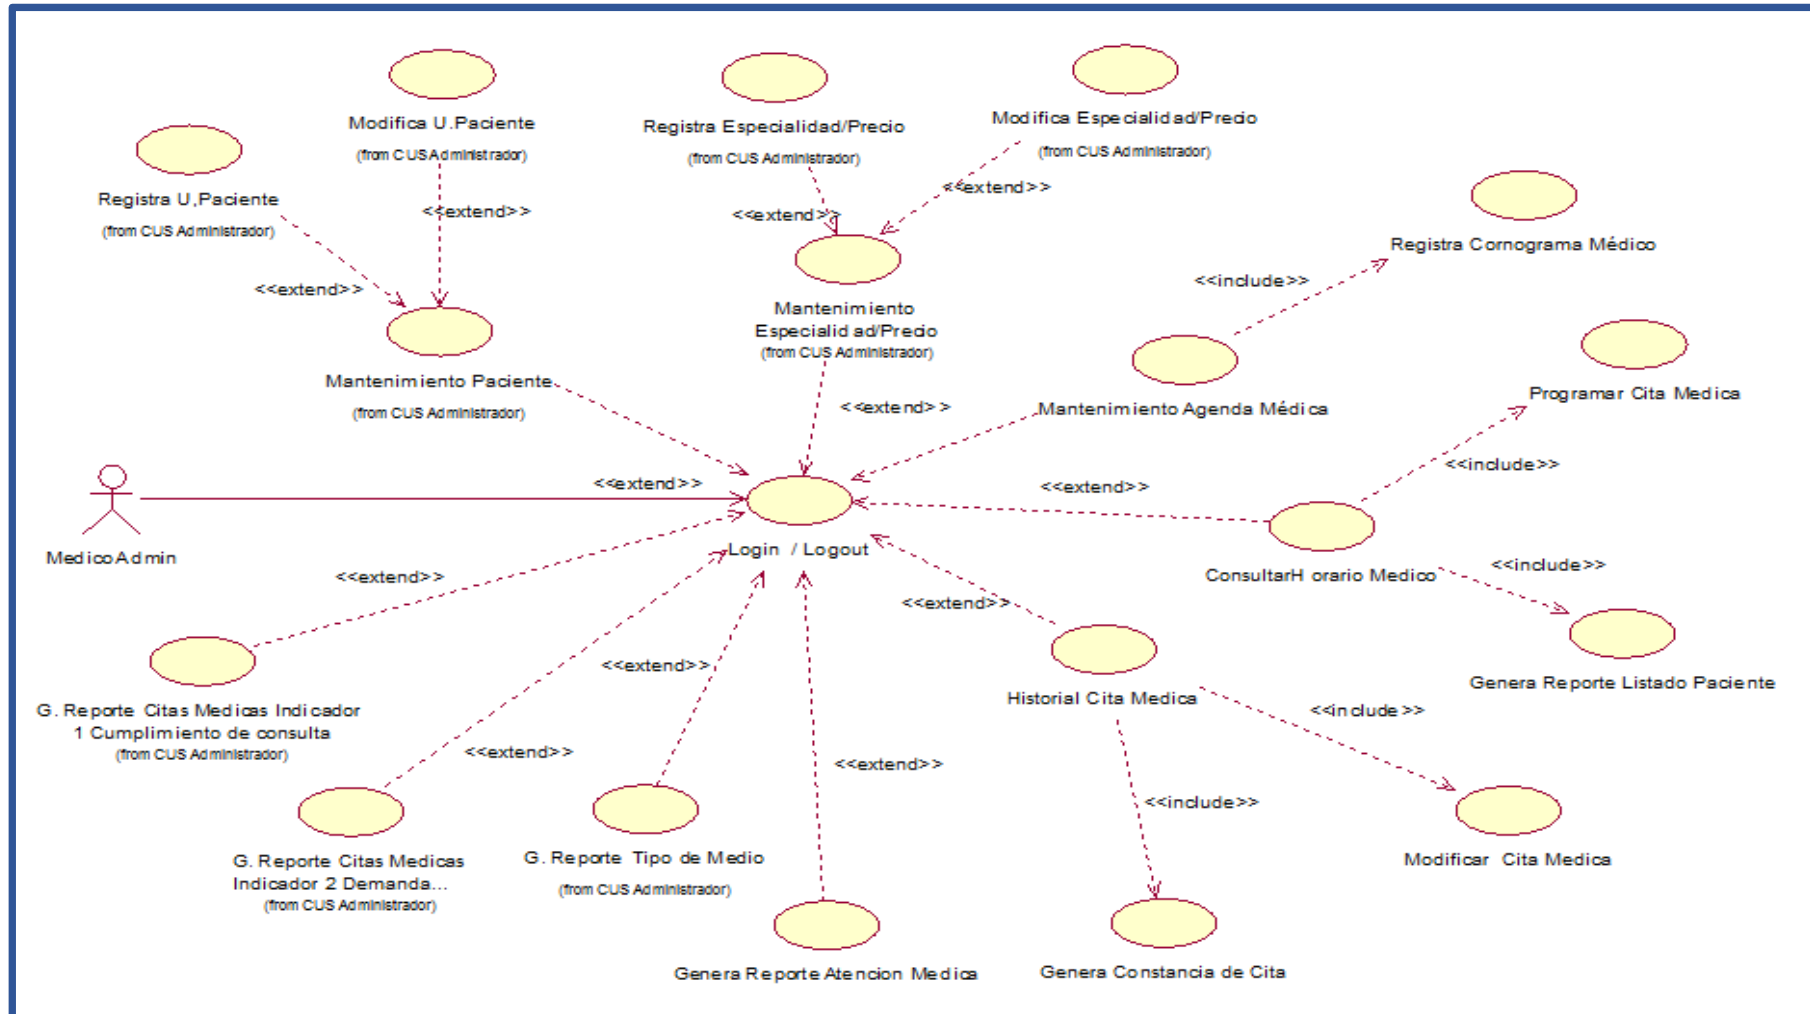 Modifica U.Paciente
(from CUS Administrador)
Registra Especialidad/Precio
(from CUS Administrador)
Modifica Especialidad/Precio
(from CUS Administrador)
Registra U,Paciente
(from CUS Administrador)
<<extend>>
<<extend>>
<<extend>>
<<extend>>
Registra Cornograma Médico
<<include>>
Mantenimiento
Especialidad/Precio
(from CUS Administrador)
Mantenimiento Paciente
(from CUS Administrador)
<<extend>>
Mantenimiento Agenda Médica
Programar Cita Medica
<<include>>
<<extend>>
<<extend>>
MedicoAdmin
Login / Logout
ConsultarHorario Medico
<<include>>
<<extend>>
<<extend>>
<<extend>>
Genera Reporte Listado Paciente
Historial Cita Medica
<<include>>
G. Reporte Citas Medicas Indicador
1 Cumplimiento de consulta
(from CUS Administrador)
<<extend>>
<<extend>>
<<include>>
G. Reporte Citas Medicas
Indicador 2 Demanda...
(from CUS Administrador)
G. Reporte Tipo de Medio
(from CUS Administrador)
Modificar Cita Medica
Genera Reporte Atencion Medica
Genera Constancia de Cita